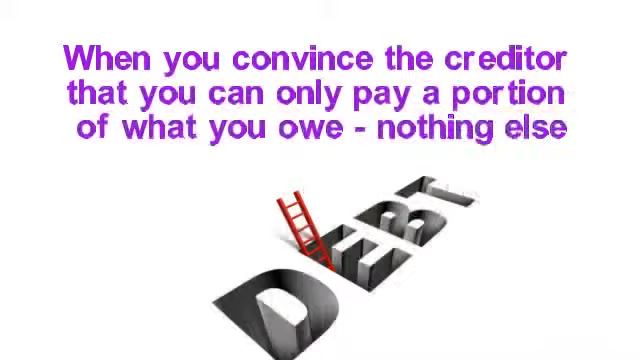 When you convince the creditor
that you can only pay a portion
of what you owe - nothing else
DEBT